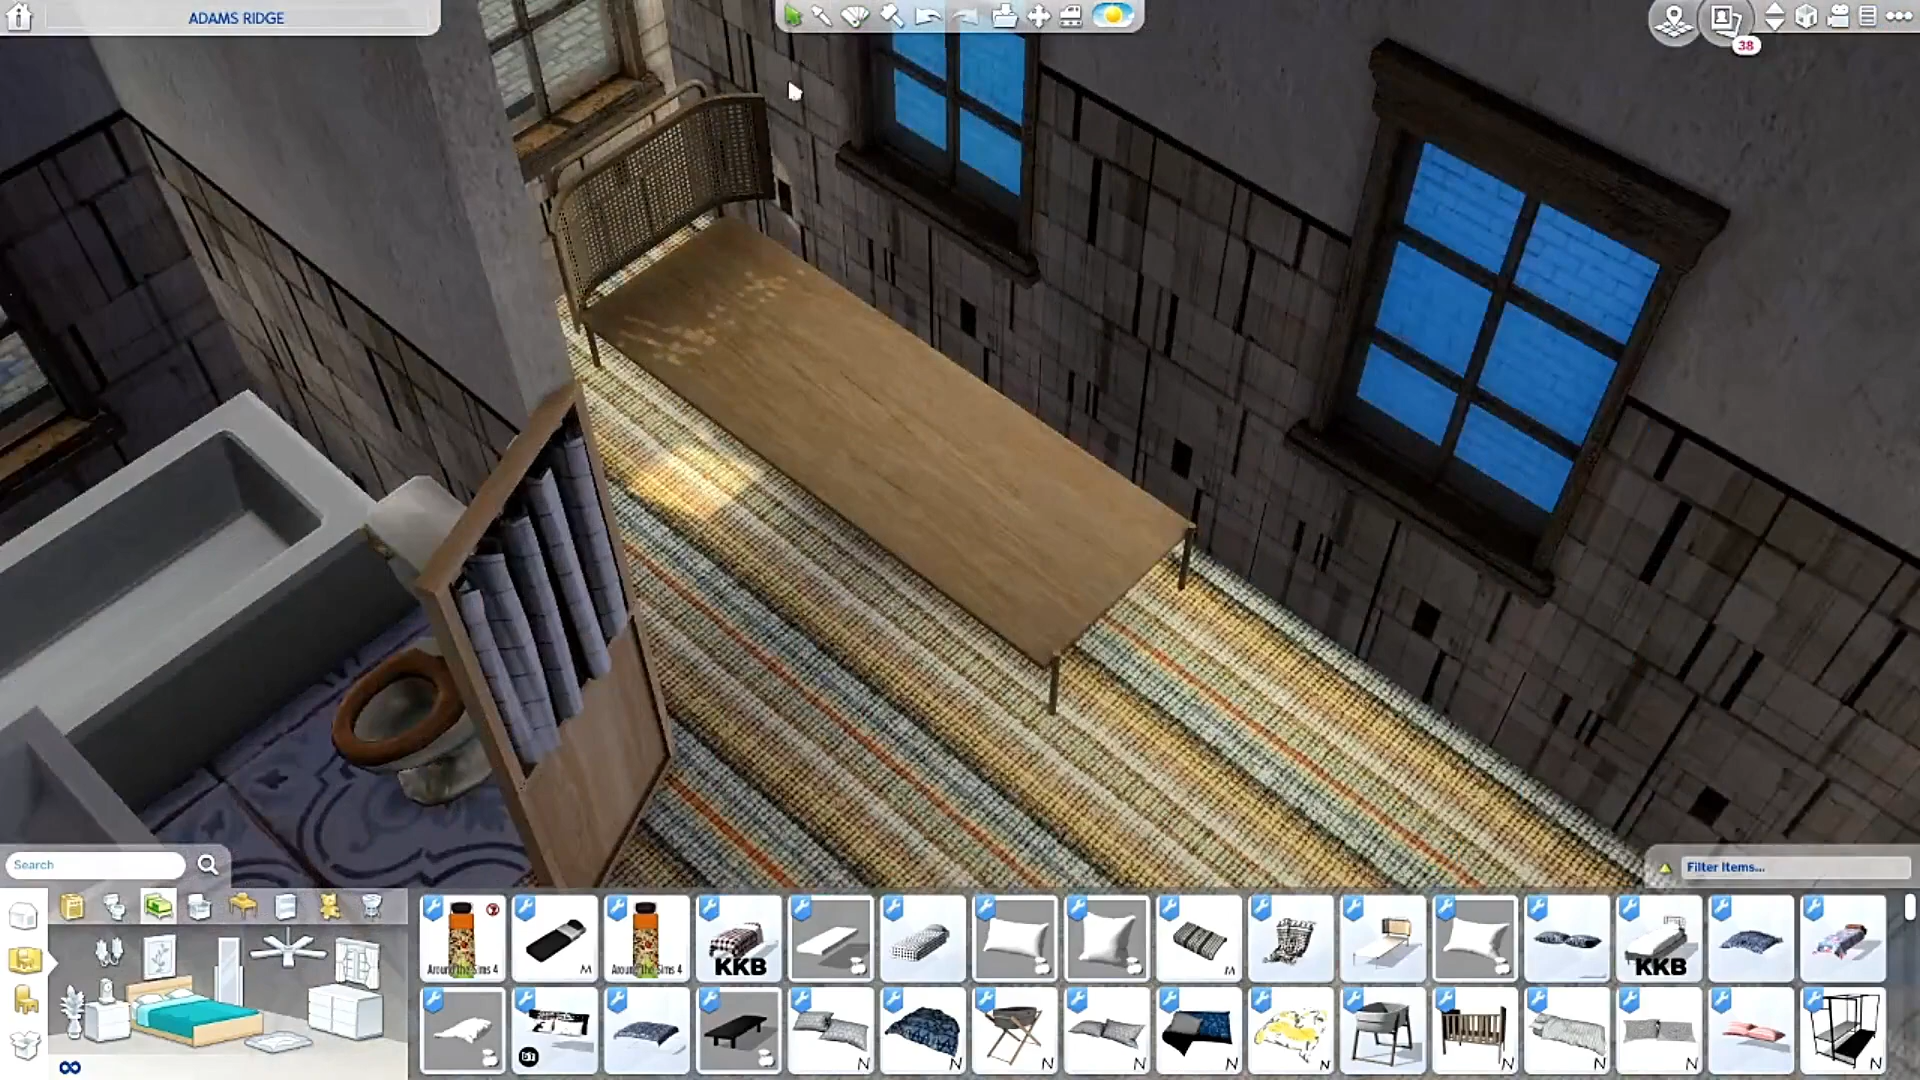 ADAMS RIDGE
38
Search
Filter Items...
Around the Sims 4
M
Around the Sims 4
KKB
M
KKB
N
N
N
N
N
N
N
N
N
N
N